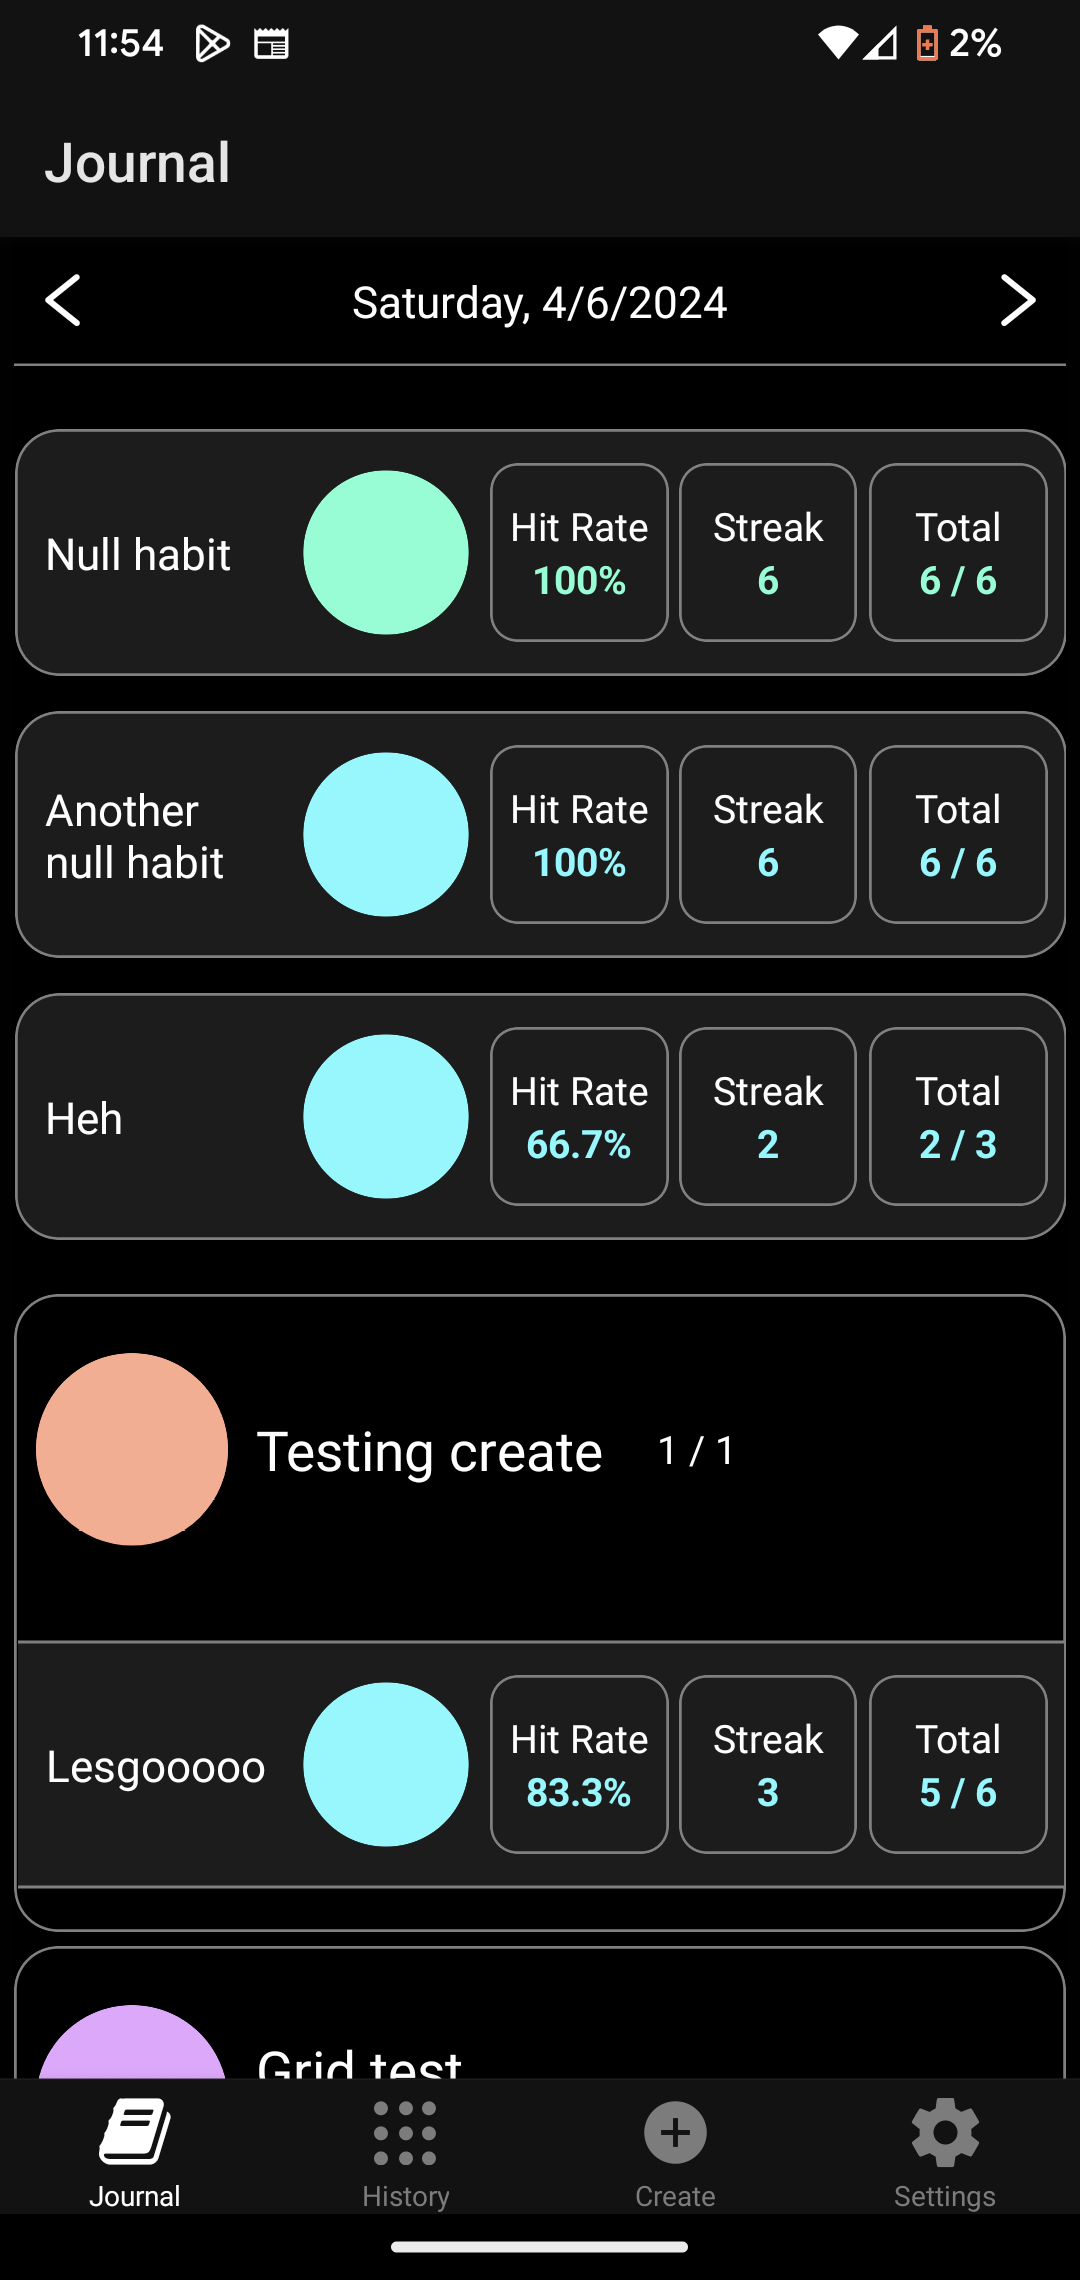 11:54
2%
Journal
Saturday, 4/6/2024
Null habit
Hit Rate
100%
Streak
6
Total
6 / 6
Another
null habit
Hit Rate
100%
Streak
6
Total
6 / 6
Heh
Hit Rate
66.7%
Streak
2
Total
2 / 3
Testing create
1 / 1
Lesgooooo
Hit Rate
83.3%
Streak
3
Total
5 / 6
Grid test
Journal
History
Create
Settings